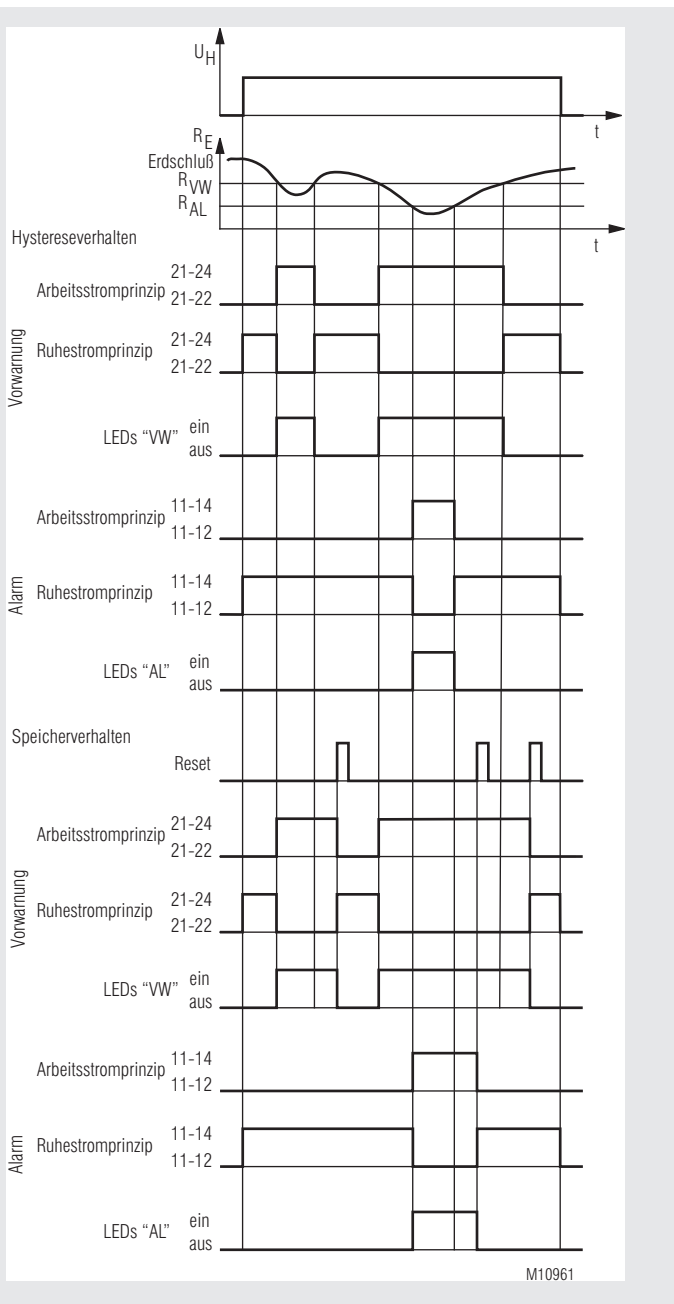 UH
t
RE
Erdschluß
RVW
RAL
t
Hystereseverhalten
Vorwarnung
Arbeitsstromprinzip 21-24
21-22
Ruhestromprinzip 21-24
21-22
LEDs “VW” ein
aus
Alarm
Arbeitsstromprinzip 11-14
11-12
Ruhestromprinzip 11-14
11-12
LEDs “AL” ein
aus
Speicherverhalten
Reset
Vorwarnung
Arbeitsstromprinzip 21-24
21-22
Ruhestromprinzip 21-24
21-22
LEDs “VW” ein
aus
Alarm
Arbeitsstromprinzip 11-14
11-12
Ruhestromprinzip 11-14
11-12
LEDs “AL” ein
aus
M10961